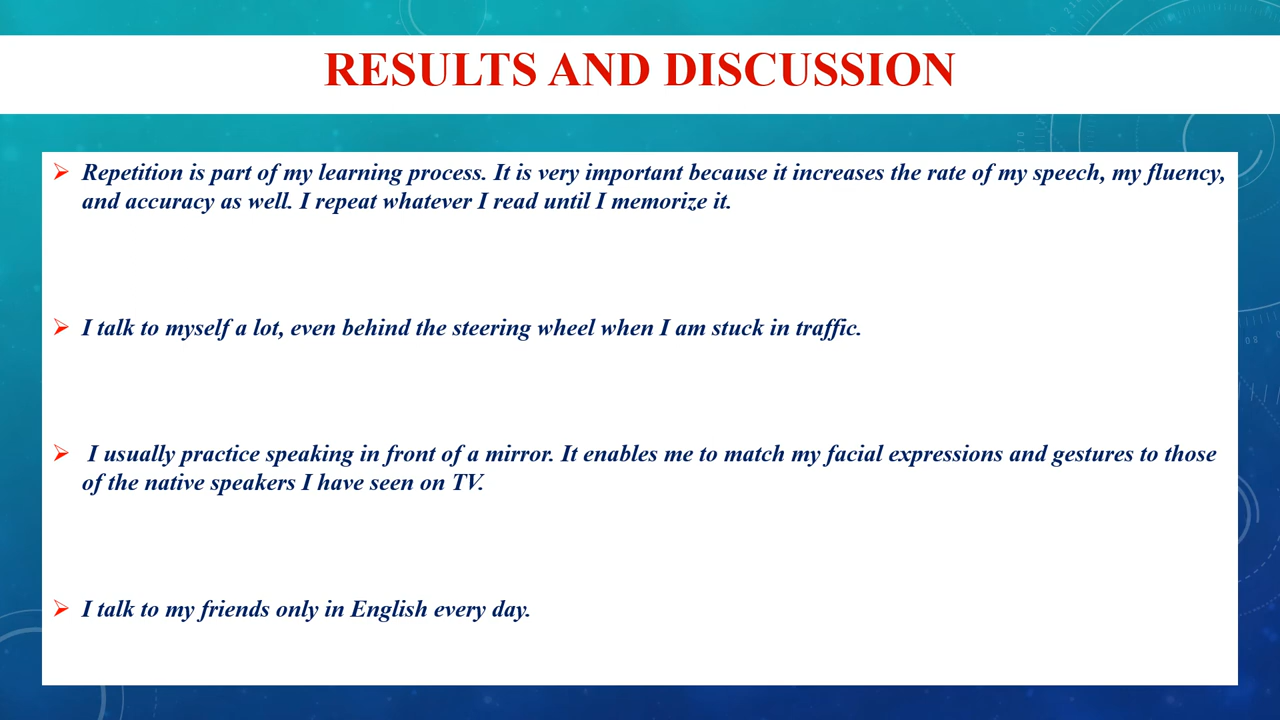 RESULTS AND DISCUSSION
Repetition is part of my learning process. It is very important because it increases the rate of my speech, my fluency,
and accuracy as well. I repeat whatever I read until I memorize it.
I talk to myself a lot, even behind the steering wheel when I am stuck in traffic.
I usually practice speaking in front of a mirror. It enables me to match my facial expressions and gestures to those
of the native speakers I have seen on TV.
I talk to my friends only in English every day.